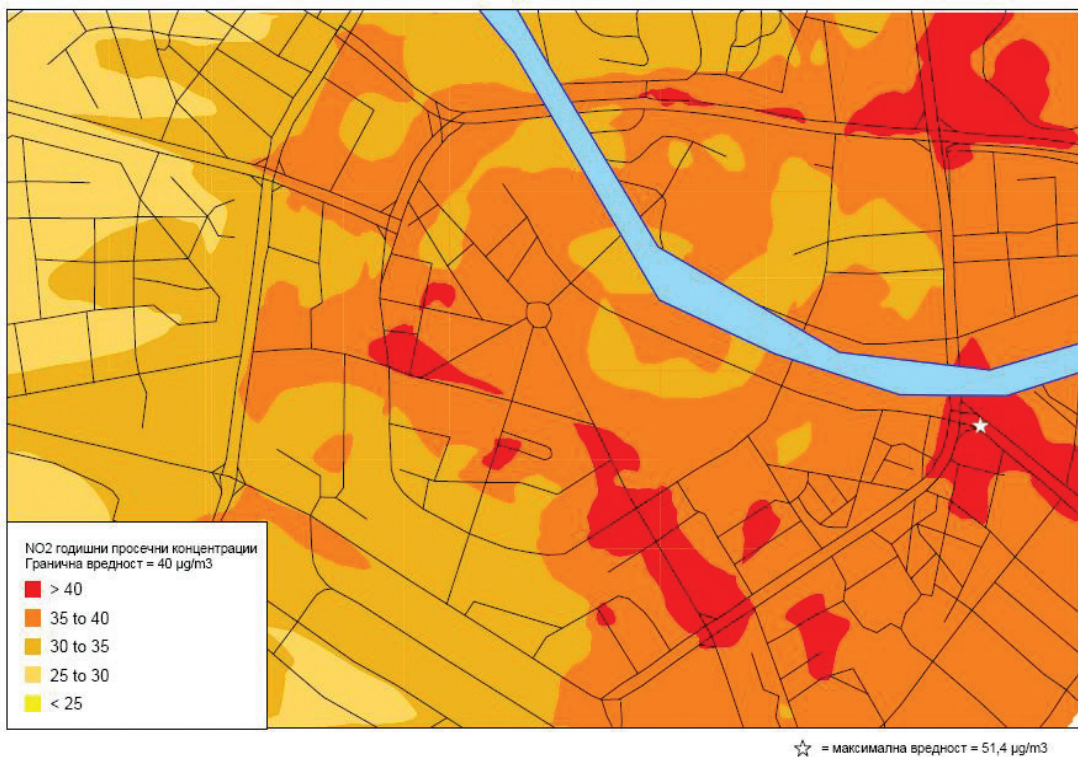 NO2 годишни просечни концентрации
Гранична вредност = 40 µg/m3
> 40
35 to 40
30 to 35
25 to 30
< 25
= максимална вредност = 51,4 µg/m3